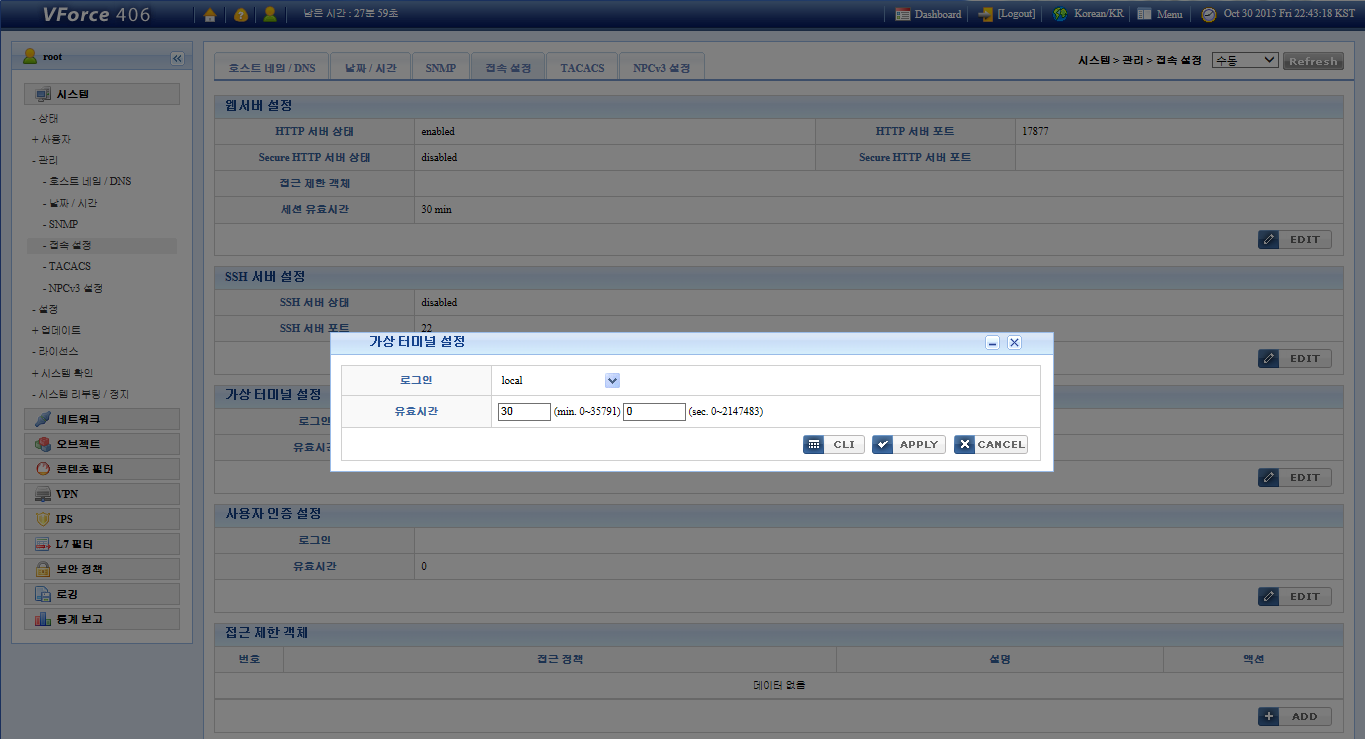 VForce 406
남은 시간 : 27분 59초
Dashboard
[Logout]
Korean/KR
Menu
Oct 30 2015 Fri 22:43:18 KST
root
시스템
- 상태
+ 사용자
- 관리
- 호스트 네임 / DNS
- 날짜 / 시간
- SNMP
- 접속 설정
- TACACS
- NPCv3 설정
- 설정
+ 업데이트
- 라이선스
+ 시스템 확인
- 시스템 리부팅 / 정지
네트워크
오브젝트
콘텐츠 필터
VPN
IPS
L7 필터
보안 정책
로깅
통계 보고
호스트 네임 / DNS
날짜 / 시간
SNMP
접속 설정
TACACS
NPCv3 설정
시스템 > 관리 > 접속 설정
수동
Refresh
웹서버 설정
HTTP 서버 상태 enabled HTTP 서버 포트 17877
Secure HTTP 서버 상태 disabled Secure HTTP 서버 포트
접근 제한 객체
세션 유효시간 30 min
EDIT
SSH 서버 설정
SSH 서버 상태 disabled
SSH 서버 포트 22
EDIT
가상 터미널 설정
로그인 local
유효시간 30 (min. 0~35791) 0 (sec. 0~2147483)
CLI APPLY CANCEL
가상 터미널 설정
로그인
유효시간
EDIT
사용자 인증 설정
로그인
유효시간 0
EDIT
접근 제한 객체
번호 접근 정책 설명 액션
데이터 없음
ADD